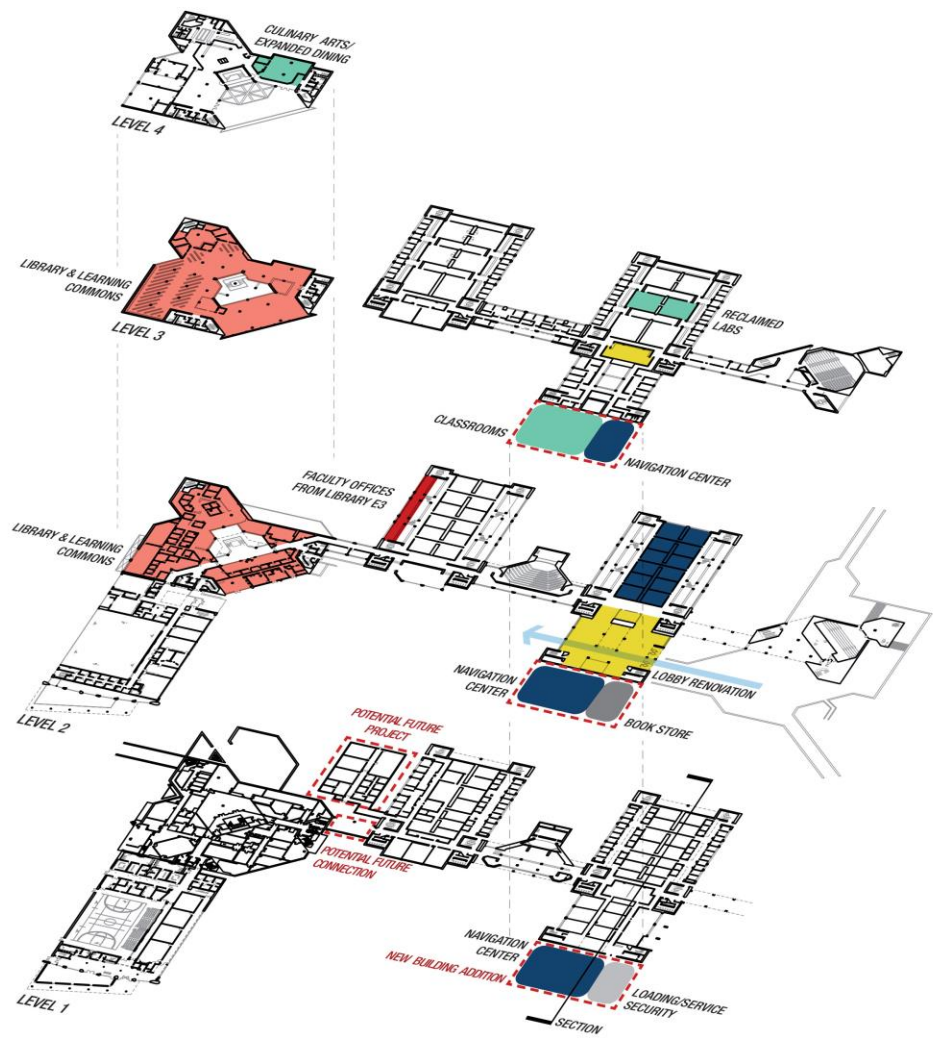 CULINARY ARTS/
EXPANDED DINING
LEVEL 4
LIBRARY & LEARNING
COMMONS
LEVEL 3
RECLAIMED
LABS
CLASSROOMS
NAVIGATION CENTER
FACULTY OFFICES
FROM LIBRARY E3
LIBRARY & LEARNING
COMMONS
LEVEL 2
NAVIGATION
CENTER
LOBBY RENOVATION
BOOK STORE
POTENTIAL FUTURE
PROJECT
POTENTIAL FUTURE
CONNECTION
NAVIGATION
CENTER
NEW BUILDING ADDITION
LOADING/SERVICE
SECURITY
SECTION
LEVEL 1